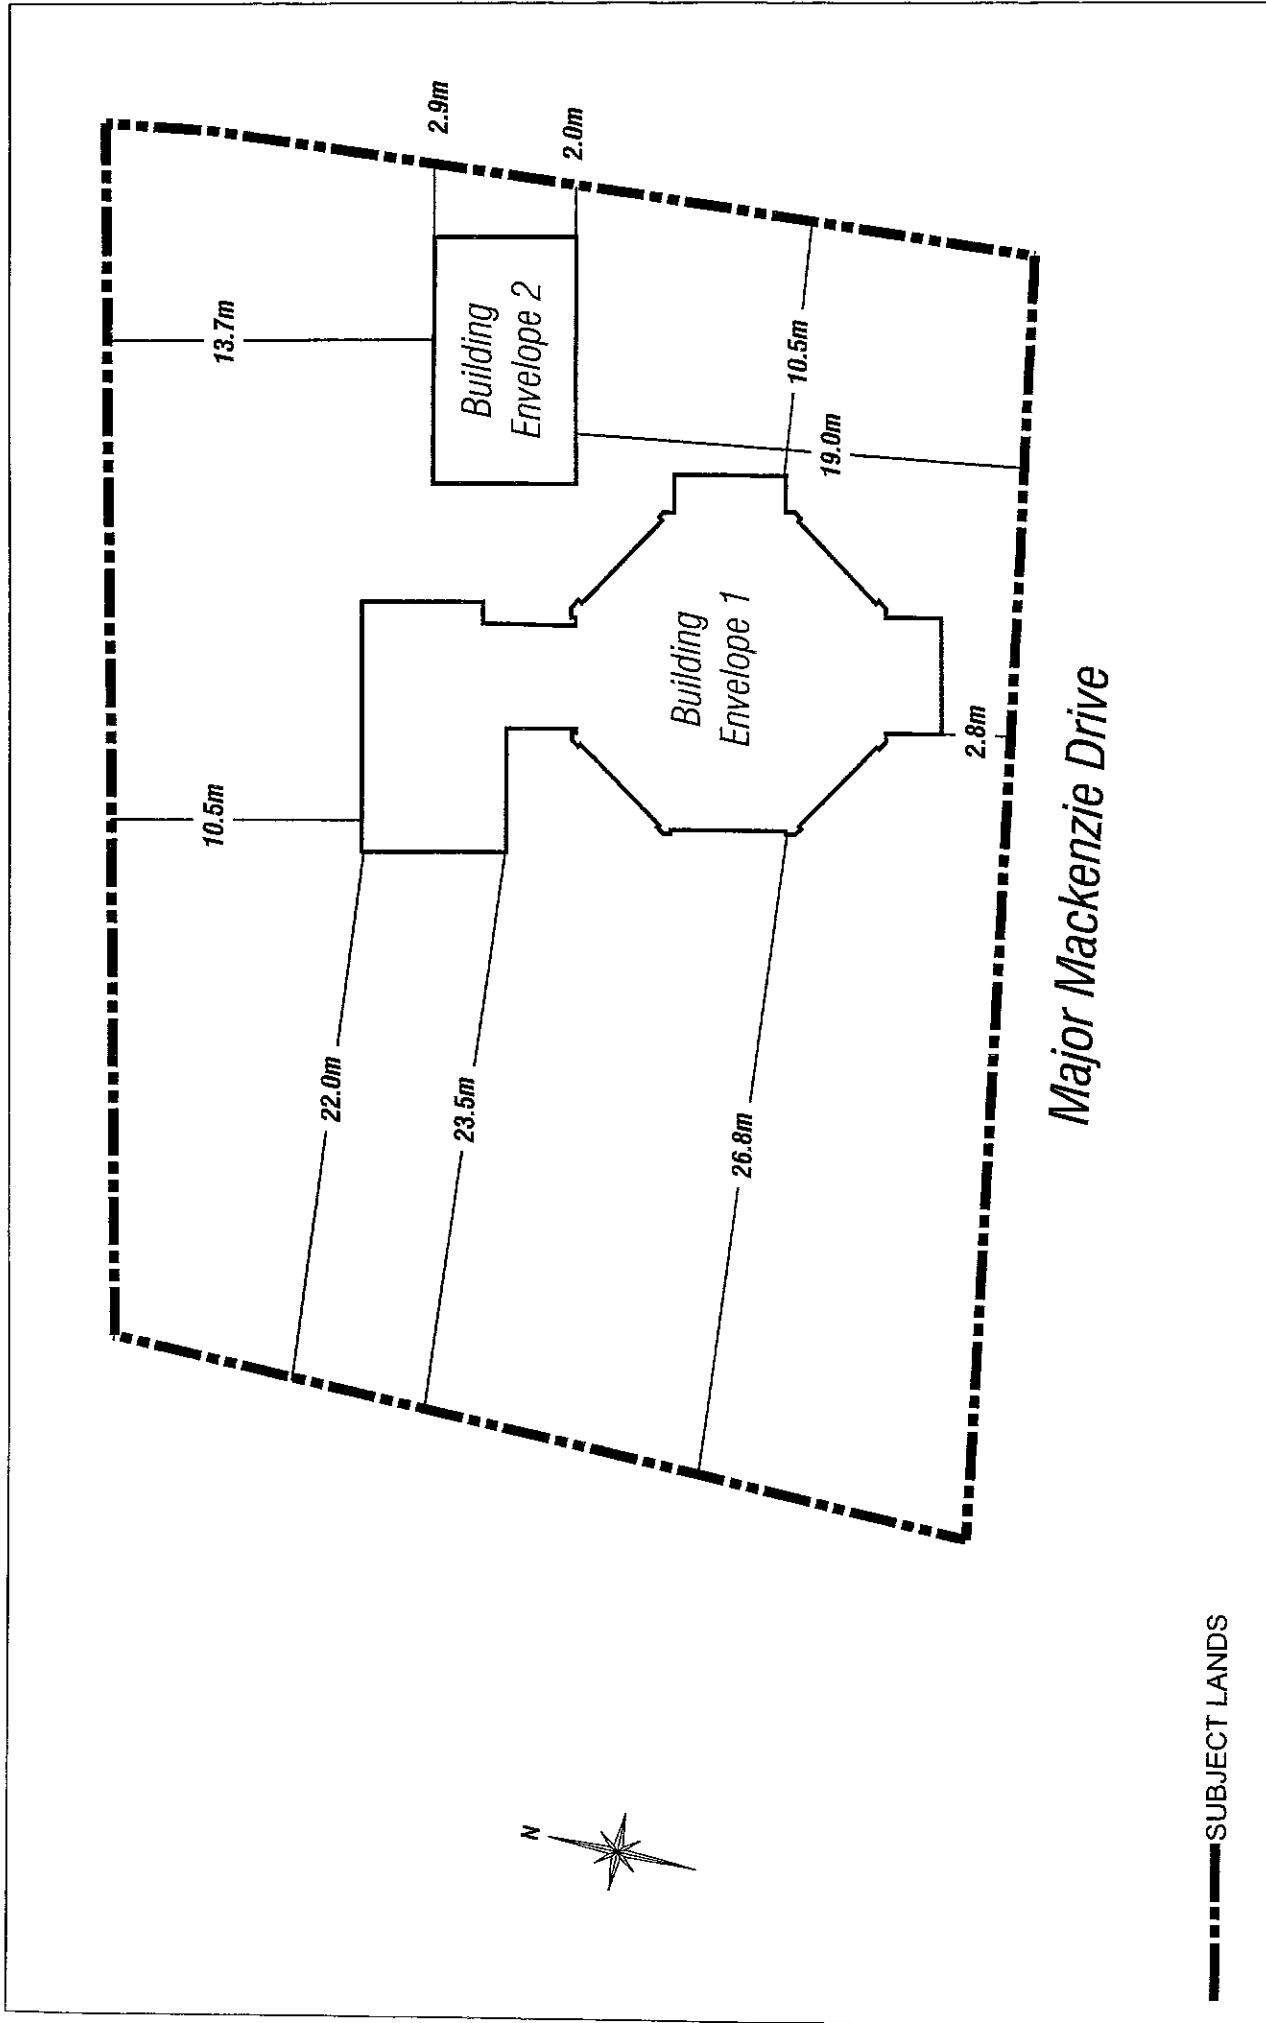 2.9m
2.0m
13.7m
Building
Envelope 2
10.5m
19.0m
Building
Envelope 1
2.8m
10.5m
22.0m
23.5m
26.8m
Major Mackenzie Drive
N
SUBJECT LANDS